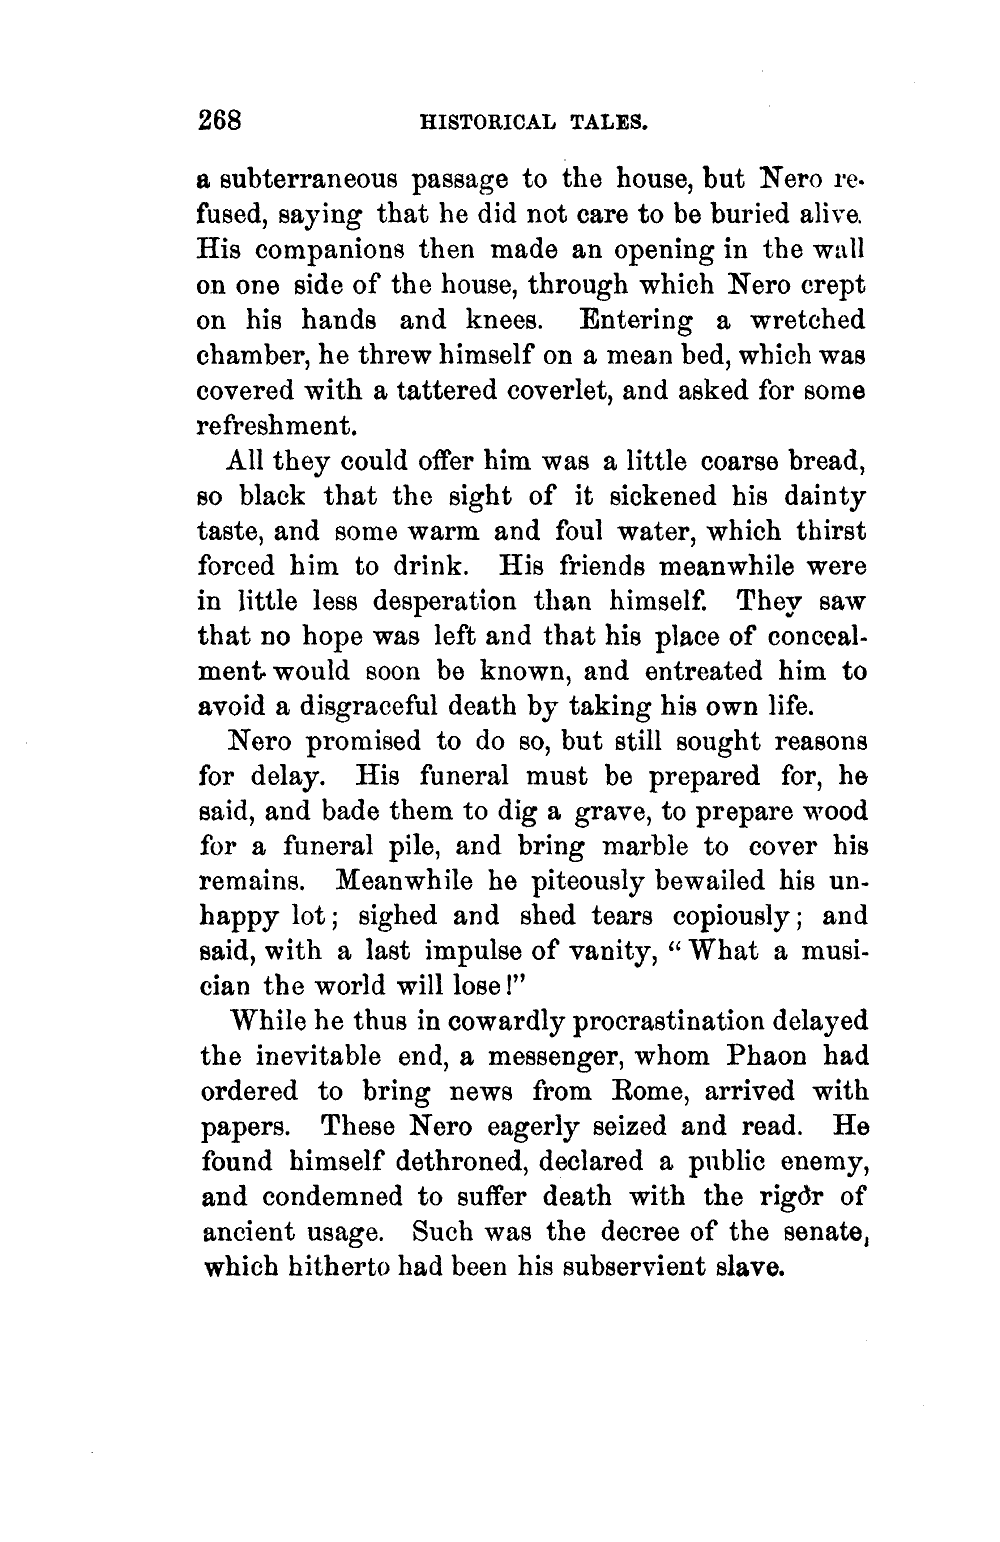 268 HISTORICAL TALES.
a subterraneous passage to the house, but Nero re-
fused, saying that he did not care to be buried alive.
His companions then made an opening in the wall
on one side of the house, through which Nero crept
on his hands and knees. Entering a wretched
chamber, he threw himself on a mean bed, which was
covered with a tattered coverlet, and asked for some
refreshment.
All they could offer him was a little coarse bread,
so black that the sight of it sickened his dainty
taste, and some warm and foul water, which thirst
forced him to drink. His friends meanwhile were
in little less desperation than himself. They saw
that no hope was left and that his place of conceal-
ment would soon be known, and entreated him to
avoid a disgraceful death by taking his own life.
Nero promised to do so, but still sought reasons
for delay. His funeral must be prepared for, he
said, and bade them to dig a grave, to prepare wood
for a funeral pile, and bring marble to cover his
remains. Meanwhile he piteously bewailed his un-
happy lot; sighed and shed tears copiously; and
said, with a last impulse of vanity, “What a musi-
cian the world will lose!”
While he thus in cowardly procrastination delayed
the inevitable end, a messenger, whom Phaon had
ordered to bring news from Rome, arrived with
papers. These Nero eagerly seized and read. He
found himself dethroned, declared a public enemy,
and condemned to suffer death with the rigor of
ancient usage. Such was the decree of the senate,
which hitherto had been his subservient slave.